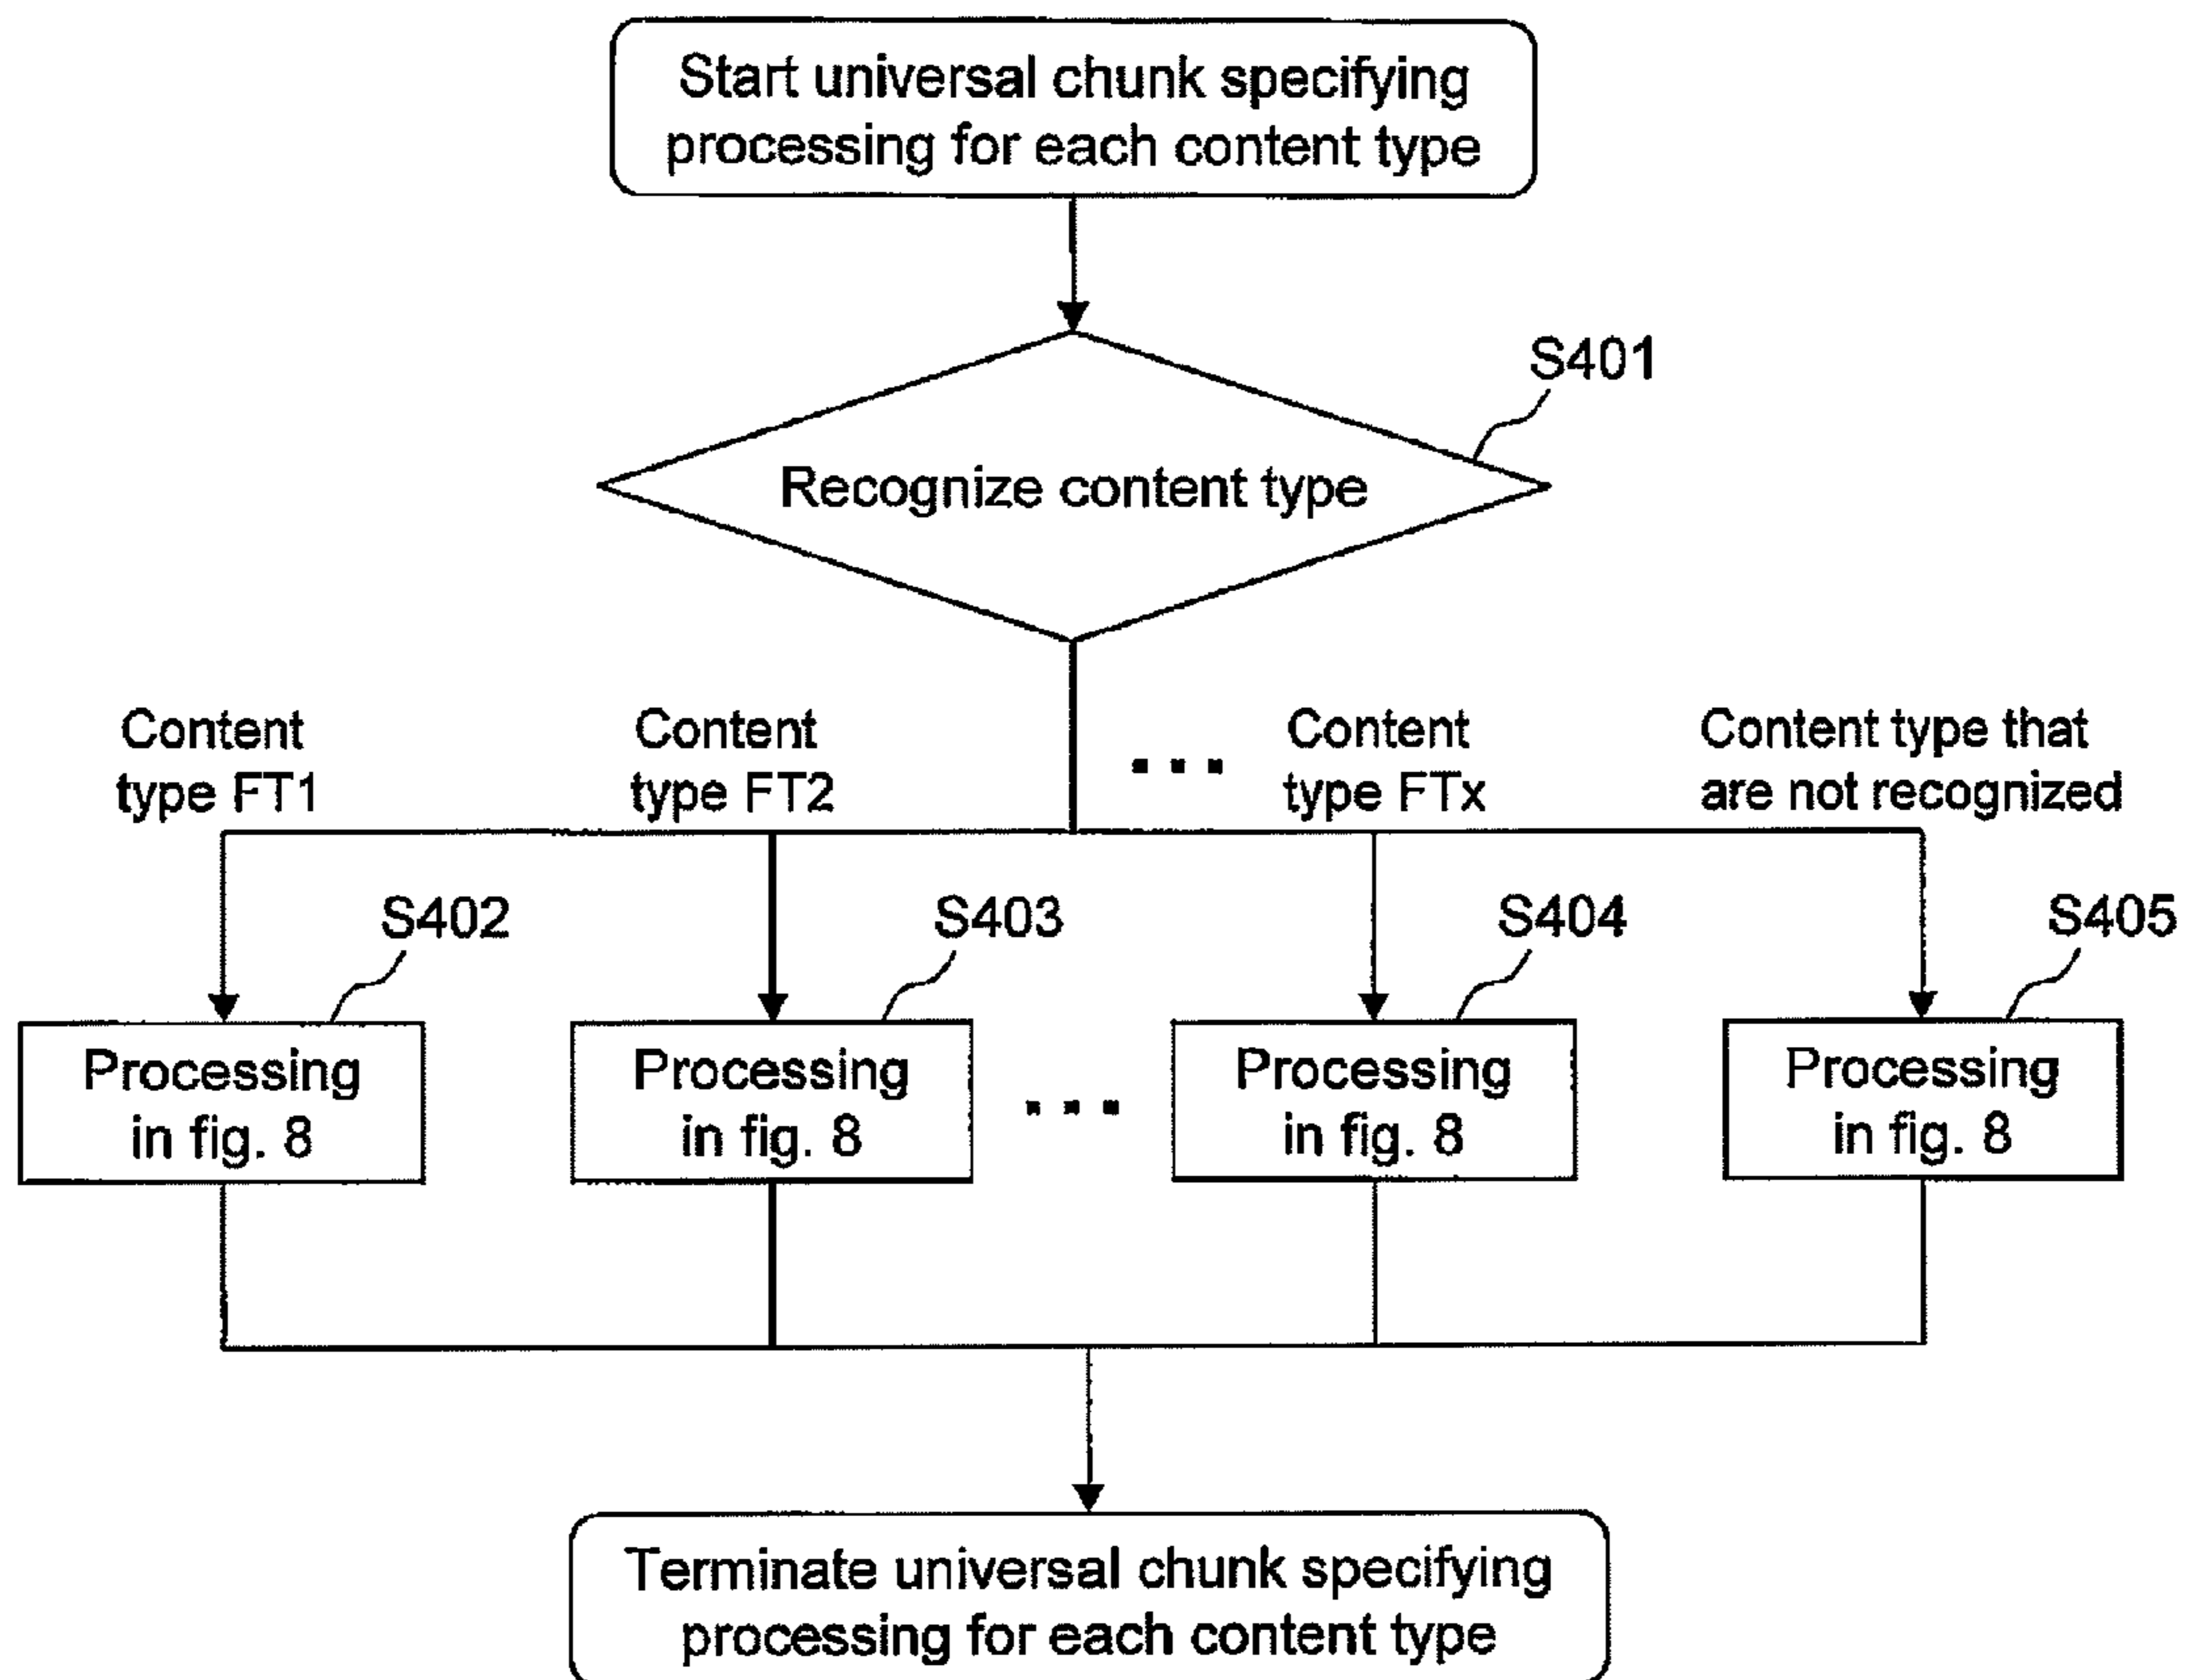 Start universal chunk specifying
processing for each content type
S401
Recognize content type
Content
type FT1
Content
type FT2
...
Content
type FTx
Content type that
are not recognized
S402
S403
S404
S405
Processing
in fig. 8
Processing
in fig. 8
...
Processing
in fig. 8
Processing
in fig. 8
Terminate universal chunk specifying
processing for each content type